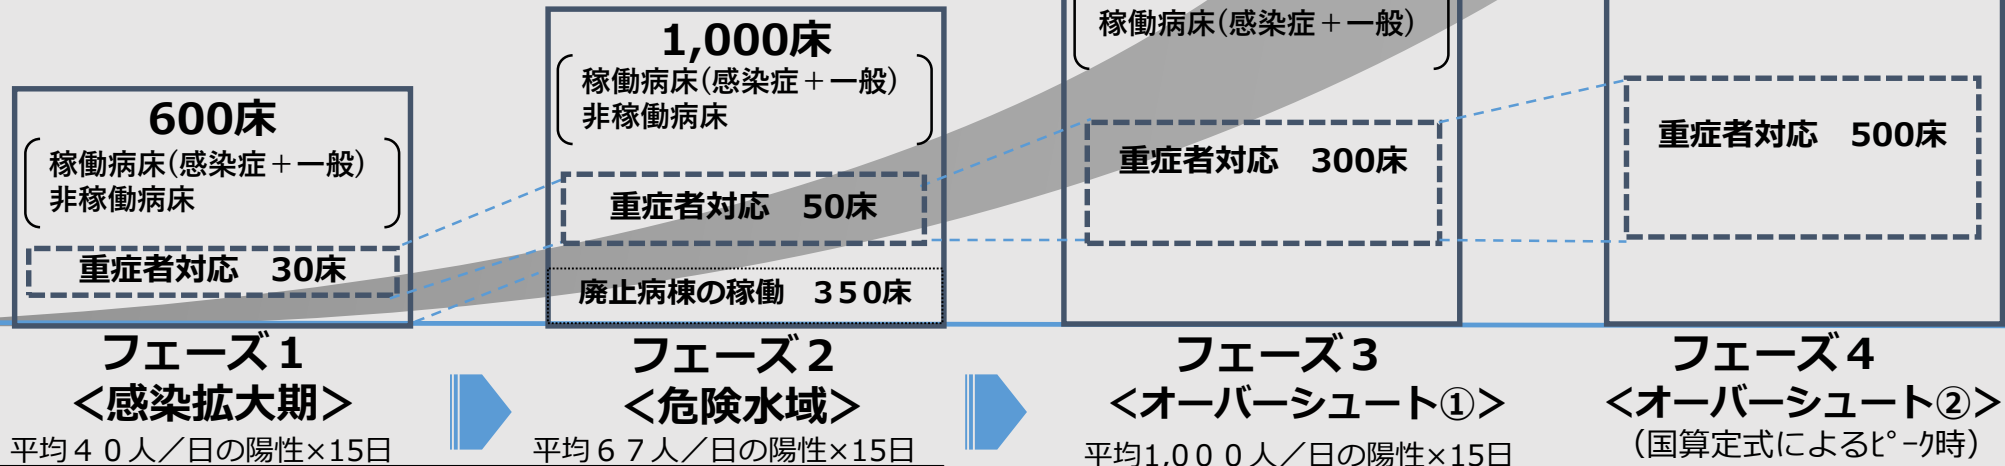 600床
稼働病床(感染症＋一般)
非稼働病床
重症者対応　30床
フェーズ１
＜感染拡大期＞
平均４０人／日の陽性×15日
1,000床
稼働病床(感染症＋一般)
非稼働病床
重症者対応　50床
廃止病棟の稼働　３５０床
フェーズ２
＜危険水域＞
平均６７人／日の陽性×15日
稼働病床(感染症＋一般)
重症者対応　300床
フェーズ３
＜オーバーシュート①＞
平均1,０００人／日の陽性×15日
重症者対応　500床
フェーズ４
＜オーバーシュート②＞
（国算定式によるﾋﾟｰｸ時）